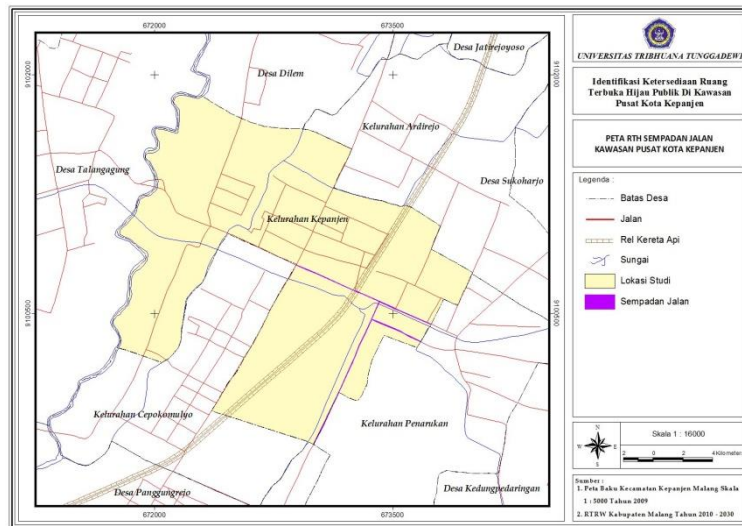 672000
673500
9102000
9102000
Desa Jatirejoyoso
Desa Dilem
Kelurahan Ardirejo
Desa Talangagung
Desa Sukoharjo
Kelurahan Kepanjen
9100500
9100500
Kelurahan Cepokomulyo
Kelurahan Penarukan
Desa Panggungrejo
Desa Kedungpedaringan
672000
673500
UNIVERSITAS TRIBHUANA TUNGGADEWI
Identifikasi Ketersediaan Ruang
Terbuka Hijau Publik Di Kawasan
Pusat Kota Kepanjen
PETA RTH SEMPADAN JALAN
KAWASAN PUSAT KOTA KEPANJEN
Legenda :
Batas Desa
Jalan
Rel Kereta Api
Sungai
Lokasi Studi
Sempadan Jalan
N
W E
S
Skala 1 : 16000
2 0 2 4 Kilometers
Sumber :
1. Peta Baku Kecamatan Kepanjen Malang Skala
1 : 5000 Tahun 2009
2. RTRW Kabupaten Malang Tahun 2010 - 2030